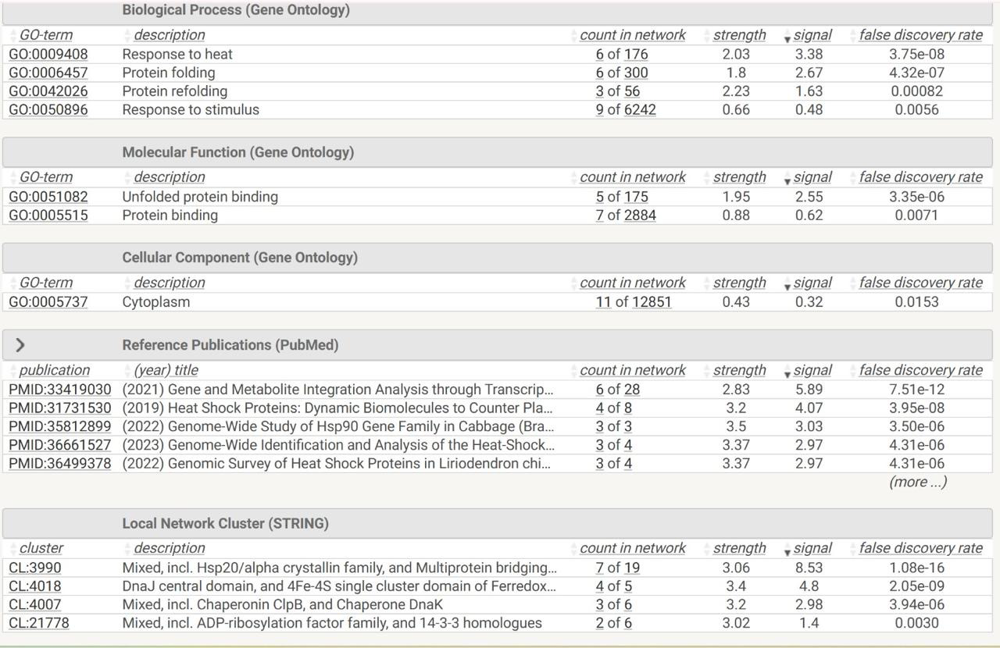 Biological Process (Gene Ontology)
GO-term description count in network strength signal false discovery rate
GO:0009408 Response to heat 6 of 176 2.03 3.38 3.75e-08
GO:0006457 Protein folding 6 of 300 1.8 2.67 4.32e-07
GO:0042026 Protein refolding 3 of 56 2.23 1.63 0.00082
GO:0050896 Response to stimulus 9 of 6242 0.66 0.48 0.0056
Molecular Function (Gene Ontology)
GO-term description count in network strength signal false discovery rate
GO:0051082 Unfolded protein binding 5 of 175 1.95 2.55 3.35e-06
GO:0005515 Protein binding 7 of 2884 0.88 0.62 0.0071
Cellular Component (Gene Ontology)
GO-term description count in network strength signal false discovery rate
GO:0005737 Cytoplasm 11 of 12851 0.43 0.32 0.0153
Reference Publications (PubMed)
publication (year) title count in network strength signal false discovery rate
PMID:33419030 (2021) Gene and Metabolite Integration Analysis through Transcrip... 6 of 28 2.83 5.89 7.51e-12
PMID:31731530 (2019) Heat Shock Proteins: Dynamic Biomolecules to Counter Pla... 4 of 8 3.2 4.07 3.95e-08
PMID:35812899 (2022) Genome-Wide Study of Hsp90 Gene Family in Cabbage (Bra... 3 of 3 3.5 3.03 3.50e-06
PMID:36661527 (2023) Genome-Wide Identification and Analysis of the Heat-Shock... 3 of 4 3.37 2.97 4.31e-06
PMID:36499378 (2022) Genomic Survey of Heat Shock Proteins in Liriodendron chi... 3 of 4 3.37 2.97 4.31e-06
(more ...)
Local Network Cluster (STRING)
cluster description count in network strength signal false discovery rate
CL:3990 Mixed, incl. Hsp20/alpha crystallin family, and Multiprotein bridging... 7 of 19 3.06 8.53 1.08e-16
CL:4018 DnaJ central domain, and 4Fe-4S single cluster domain of Ferredox... 4 of 5 3.4 4.8 2.05e-09
CL:4007 Mixed, incl. Chaperonin ClpB, and Chaperone DnaK 3 of 6 3.2 2.98 3.94e-06
CL:21778 Mixed, incl. ADP-ribosylation factor family, and 14-3-3 homologues 2 of 6 3.02 1.4 0.0030